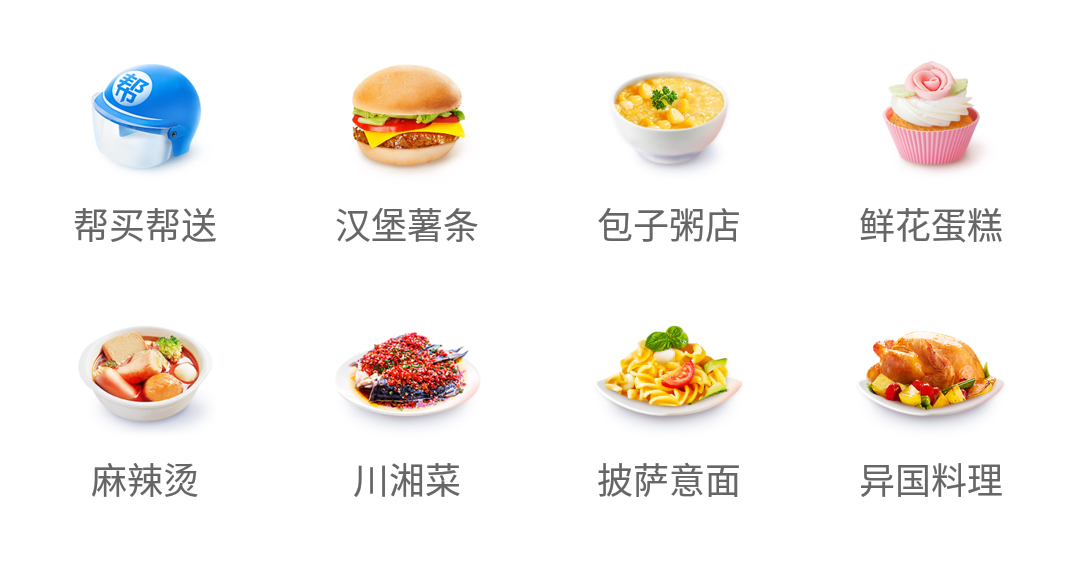 帮
帮买帮送
汉堡薯条
包子粥店
鲜花蛋糕
麻辣烫
川湘菜
披萨意面
异国料理